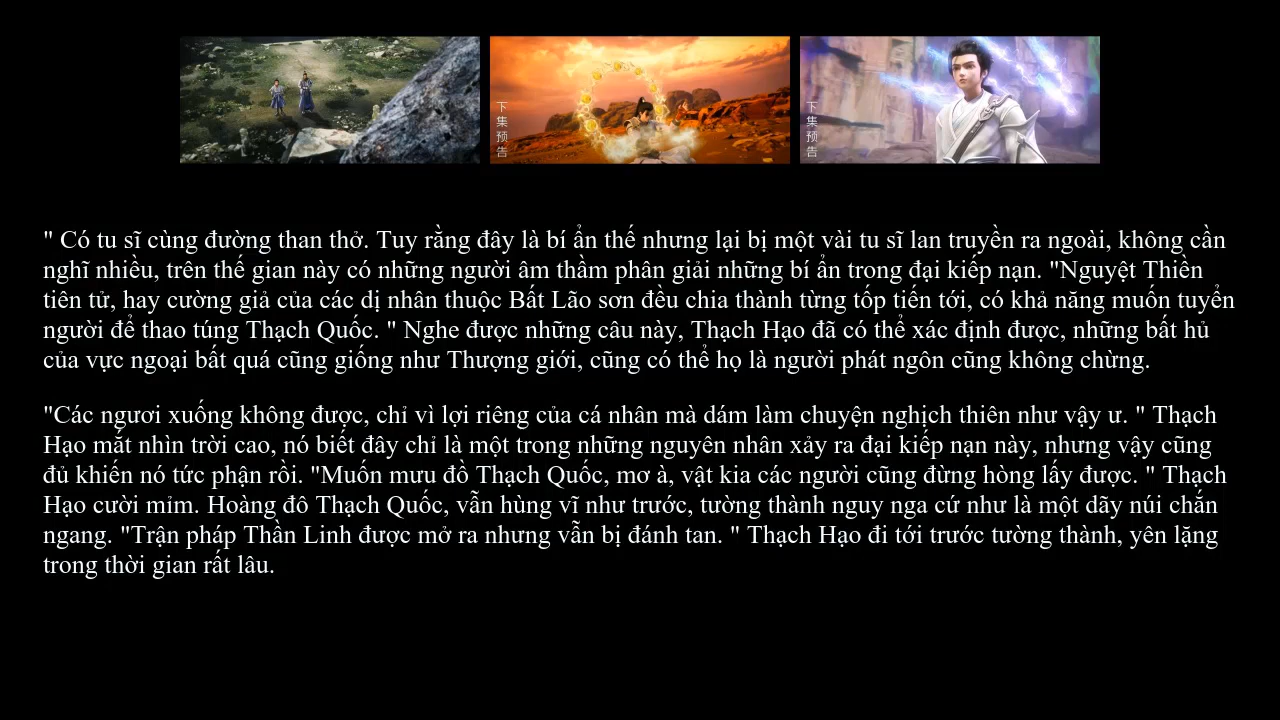 下集预告
下集预告
" Có tu sĩ cùng đường than thở. Tuy rằng đây là bí ẩn thế nhưng lại bị một vài tu sĩ lan truyền ra ngoài, không cần
nghĩ nhiều, trên thế gian này có những người âm thầm phân giải những bí ẩn trong đại kiếp nạn. "Nguyệt Thiền
tiên tử, hay cường giả của các dị nhân thuộc Bất Lão sơn đều chia thành từng tốp tiến tới, có khả năng muốn tuyển
người để thao túng Thạch Quốc. " Nghe được những câu này, Thạch Hạo đã có thể xác định được, những bất hủ
của vực ngoại bất quá cũng giống như Thượng giới, cũng có thể họ là người phát ngôn cũng không chừng.
"Các ngươi xuống không được, chỉ vì lợi riêng của cá nhân mà dám làm chuyện nghịch thiên như vậy ư. " Thạch
Hạo mắt nhìn trời cao, nó biết đây chỉ là một trong những nguyên nhân xảy ra đại kiếp nạn này, nhưng vậy cũng
đủ khiến nó tức phận rồi. "Muốn mưu đồ Thạch Quốc, mơ à, vật kia các người cũng đừng hòng lấy được. " Thạch
Hạo cười mỉm. Hoàng đô Thạch Quốc, vẫn hùng vĩ như trước, tường thành nguy nga cứ như là một dãy núi chắn
ngang. "Trận pháp Thần Linh được mở ra nhưng vẫn bị đánh tan. " Thạch Hạo đi tới trước tường thành, yên lặng
trong thời gian rất lâu.